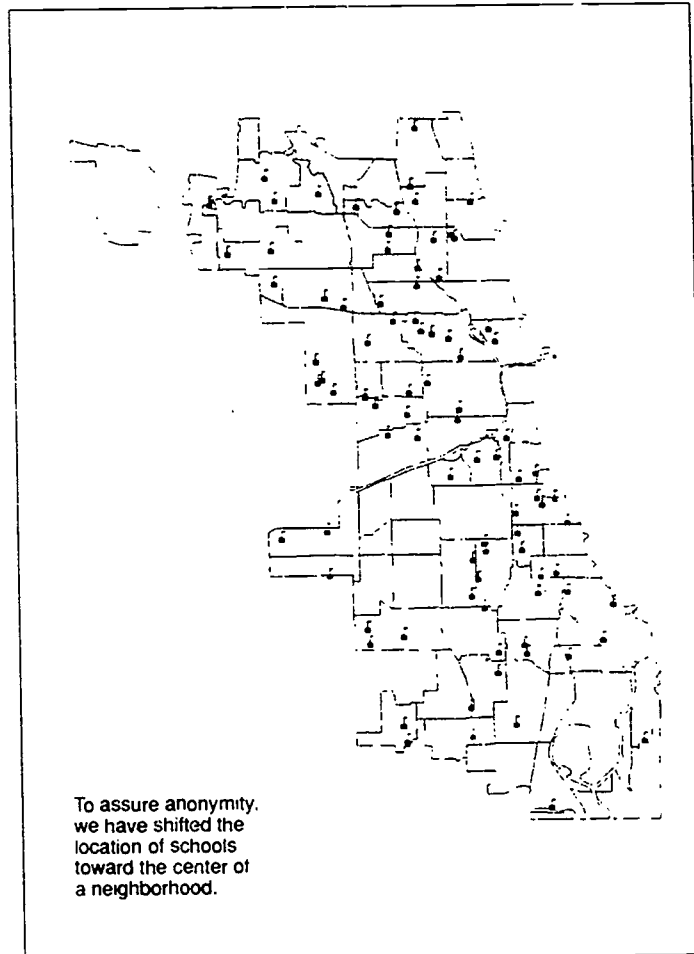 To assure anonymity,
we have shifted the
location of schools
toward the center of
a neighborhood.